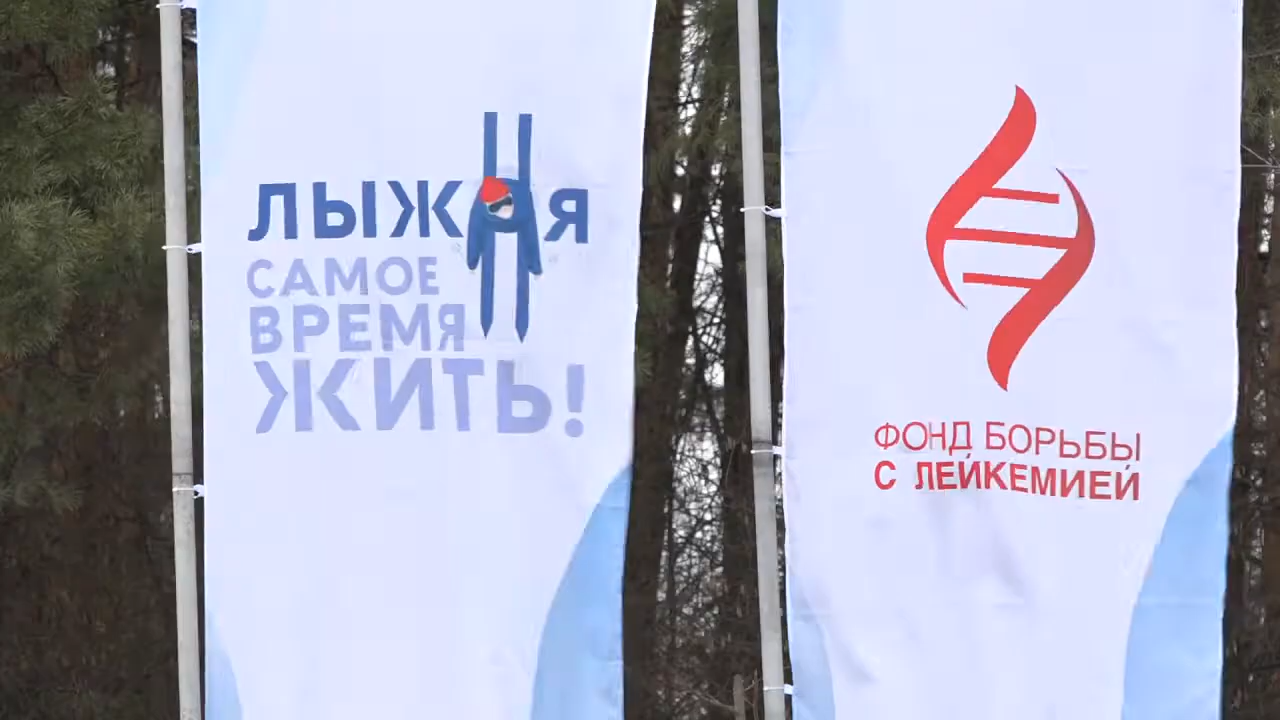 ЛЫЖНЯ
САМОЕ
ВРЕМЯ
ЖИТЬ!
ФОНД БОРЬБЫ
С ЛЕЙКЕМИЕЙ